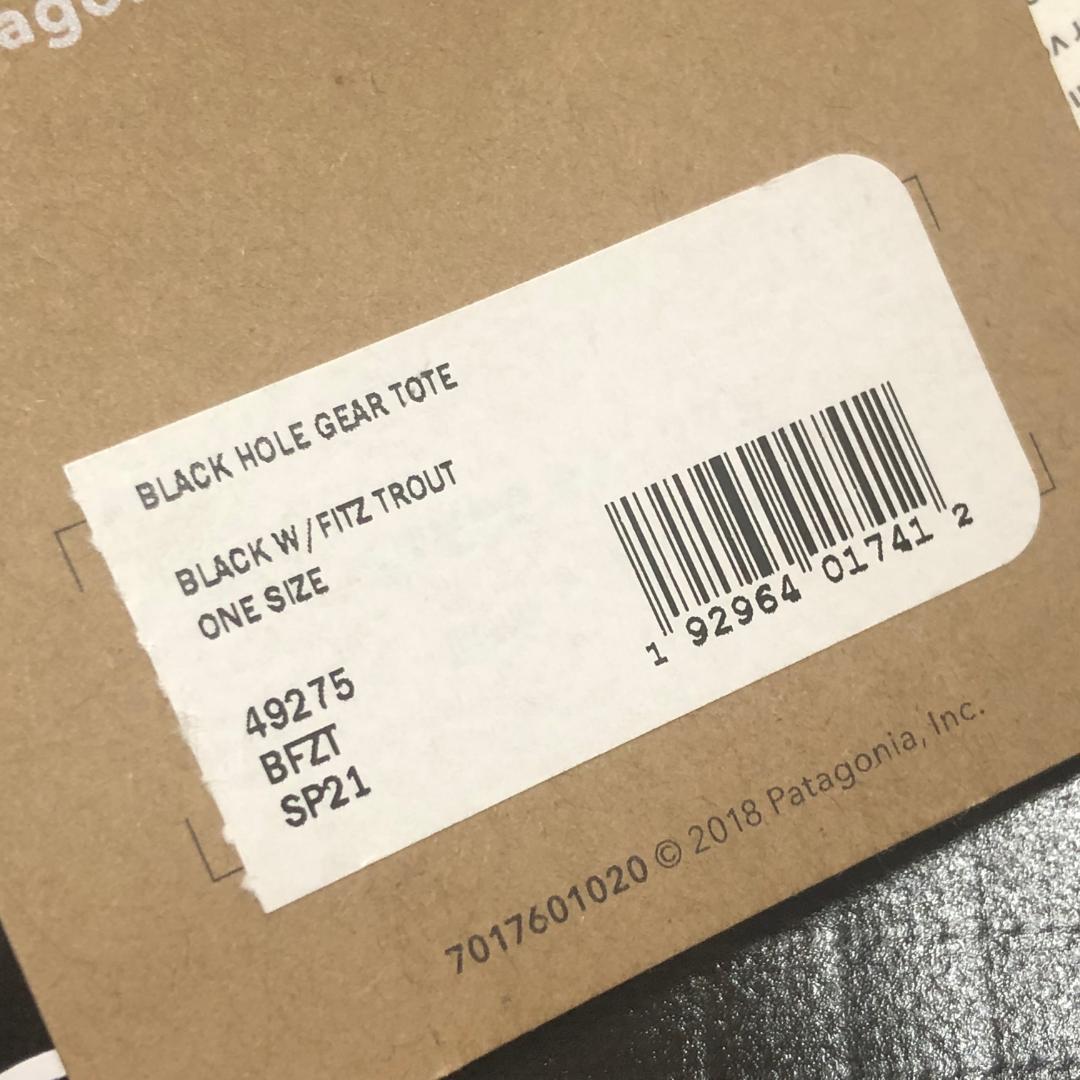 BLACK HOLE GEAR TOTE
BLACK W/FITZ TROUT
ONE SIZE
49275
BFZT
SP21
1 92964 01741 2
7017601020 © 2018 Patagonia, Inc.